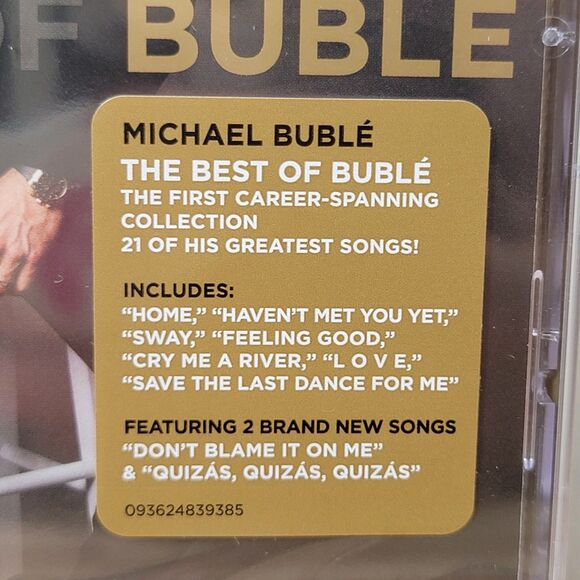 OF BUBLÉ
MICHAEL BUBLÉ
THE BEST OF BUBLÉ
THE FIRST CAREER-SPANNING
COLLECTION
21 OF HIS GREATEST SONGS!
INCLUDES:
“HOME,” “HAVEN’T MET YOU YET,”
“SWAY,” “FEELING GOOD,”
“CRY ME A RIVER,” “L O V E,”
“SAVE THE LAST DANCE FOR ME”
FEATURING 2 BRAND NEW SONGS
“DON’T BLAME IT ON ME”
& “QUIZÁS, QUIZÁS, QUIZÁS”
093624839385